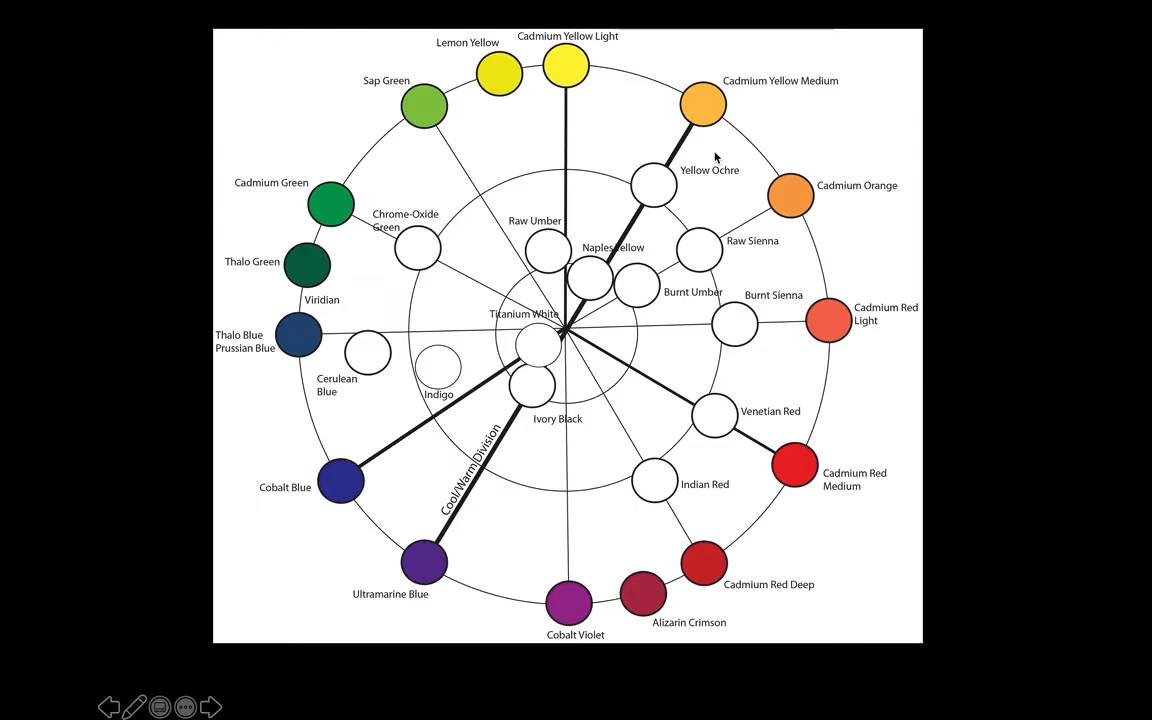 Cadmium Yellow Light
Lemon Yellow
Sap Green
Cadmium Yellow Medium
Yellow Ochre
Cadmium Green
Cadmium Orange
Chrome-Oxide
Green
Raw Umber
Naples Yellow
Raw Sienna
Thalo Green
Viridian
Burnt Umber
Burnt Sienna
Titanium White
Cadmium Red
Light
Thalo Blue
Prussian Blue
Cerulean
Blue
Indigo
Ivory Black
Venetian Red
Cool/Warm Division
Cobalt Blue
Indian Red
Cadmium Red
Medium
Ultramarine Blue
Cadmium Red Deep
Alizarin Crimson
Cobalt Violet